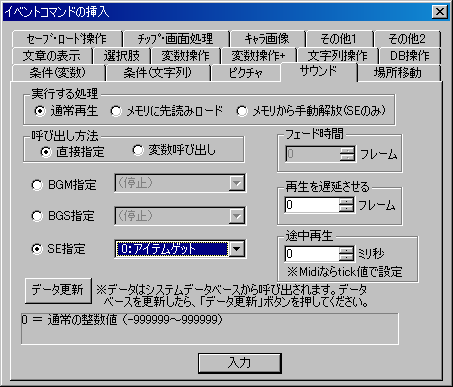 イベントコマンドの挿入
セーブ・ロード操作 チップ・画面処理 キャラ画像 その他1 その他2
文章の表示 選択肢 変数操作 変数操作+ 文字列操作 DB操作
条件(変数) 条件(文字列) ピクチャ サウンド 場所移動
実行する処理
通常再生 メモリに先読みロード メモリから手動解放(SEのみ)
呼び出し方法
直接指定 変数呼び出し
フェード時間
0 フレーム
BGM指定 (停止)
再生を遅延させる
0 フレーム
BGS指定 (停止)
途中再生
SE指定 0:アイテムゲット
0 ミリ秒
※Midiならtick値で設定
データ更新
※データはシステムデータベースから呼び出されます。データ
ベースを更新したら、「データ更新」ボタンを押してください。
0 = 通常の整数値 (-999999～999999)
入力